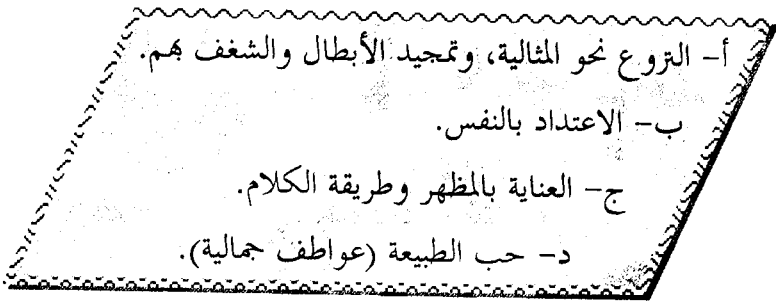 أ- النزوع نحو المثالية، وتمجيد الأبطال والشغف بهم.
ب- الاعتداد بالنفس.
ج- العناية بالمظهر وطريقة الكلام.
د- حب الطبيعة (عواطف جمالية).